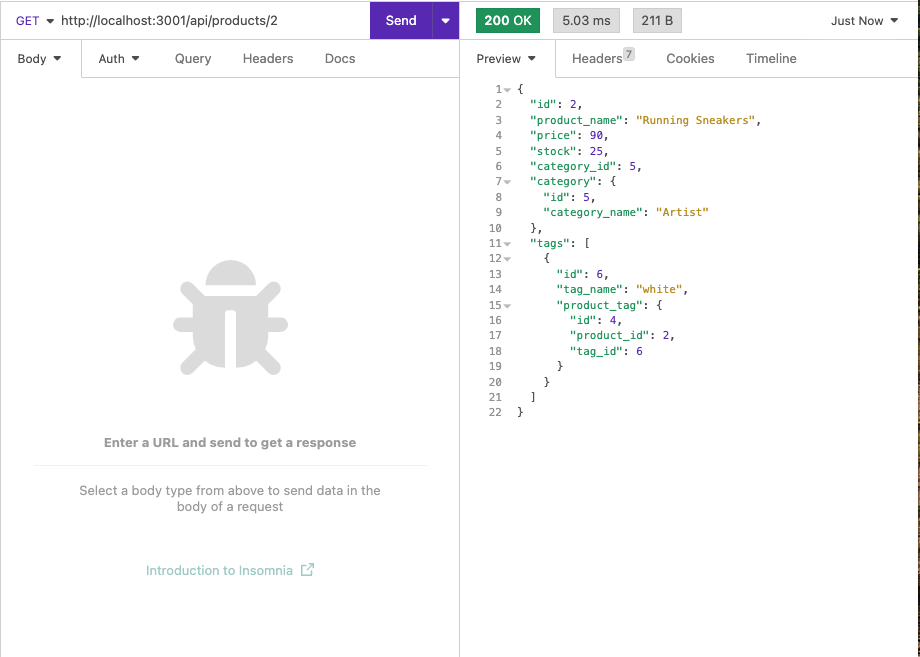 GET http://localhost:3001/api/products/2 Send
200 OK 5.03 ms 211 B Just Now
Body Auth Query Headers Docs
Preview Headers 7 Cookies Timeline
Enter a URL and send to get a response
Select a body type from above to send data in the
body of a request
Introduction to Insomnia
1 {
2 "id": 2,
3 "product_name": "Running Sneakers",
4 "price": 90,
5 "stock": 25,
6 "category_id": 5,
7 "category": {
8 "id": 5,
9 "category_name": "Artist"
10 },
11 "tags": [
12 {
13 "id": 6,
14 "tag_name": "white",
15 "product_tag": {
16 "id": 4,
17 "product_id": 2,
18 "tag_id": 6
19 }
20 }
21 ]
22 }